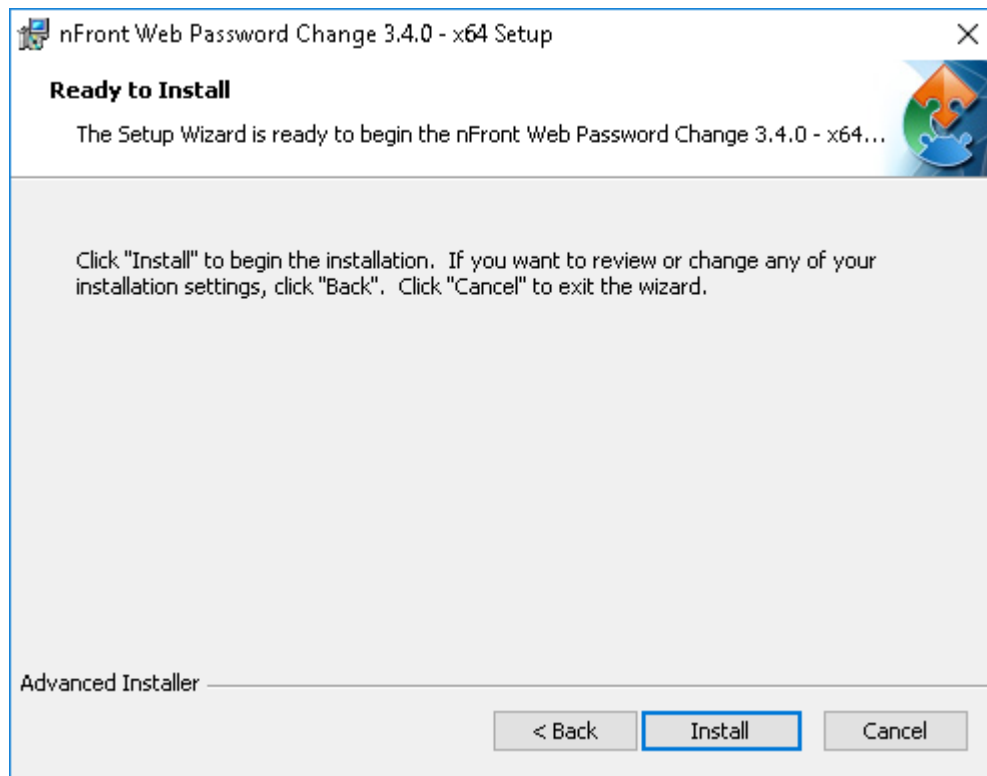 nFront Web Password Change 3.4.0 - x64 Setup
Ready to Install
The Setup Wizard is ready to begin the nFront Web Password Change 3.4.0 - x64...
Click "Install" to begin the installation.  If you want to review or change any of your
installation settings, click "Back".  Click "Cancel" to exit the wizard.
Advanced Installer
< Back
Install
Cancel